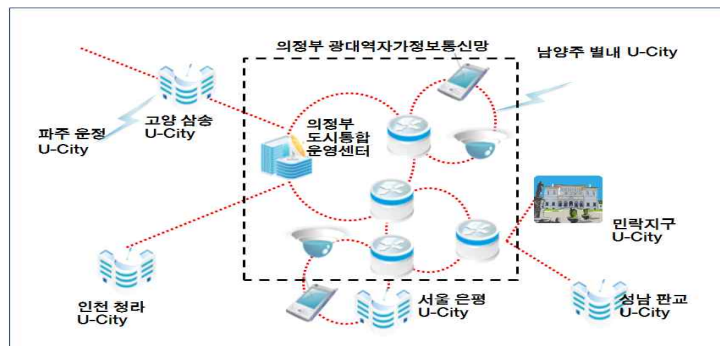 의정부 광대역자가정보통신망
남양주 별내 U-City
고양 삼송
U-City
파주 운정
U-City
의정부
도시통합
운영센터
민락지구
U-City
인천 청라
U-City
서울 은평
U-City
성남 판교
U-City